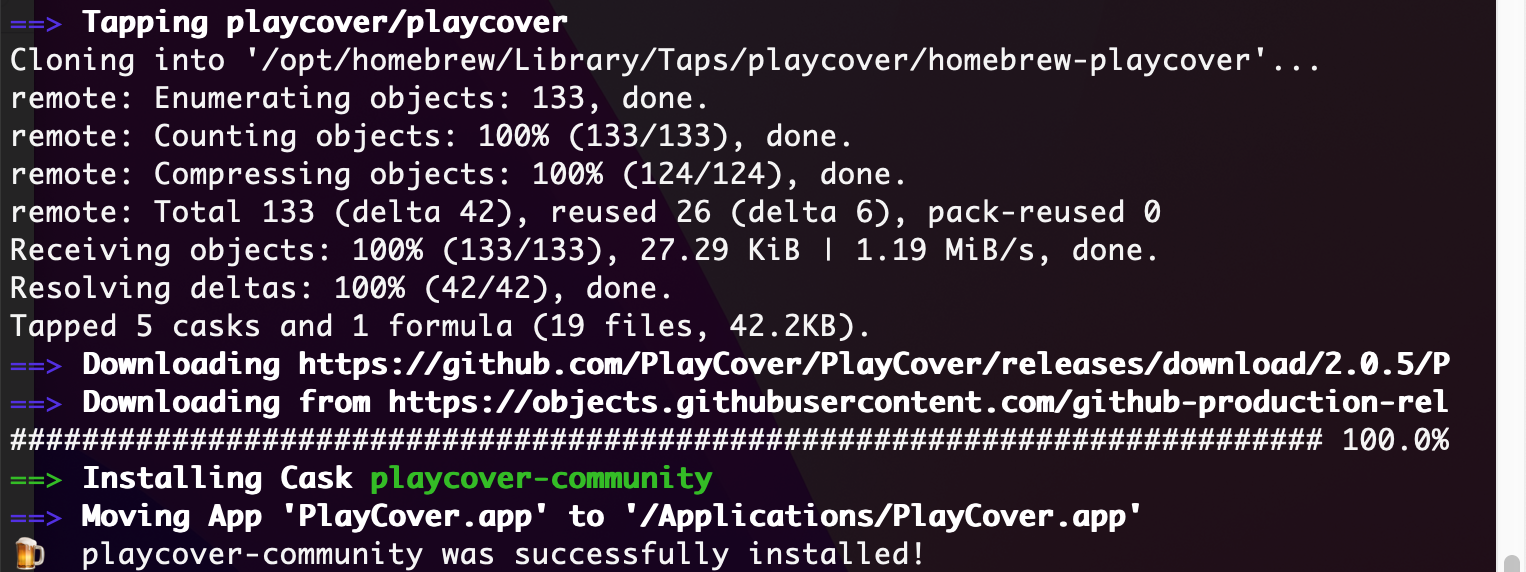 ==> Tapping playcover/playcover
Cloning into '/opt/homebrew/Library/Taps/playcover/homebrew-playcover'...
remote: Enumerating objects: 133, done.
remote: Counting objects: 100% (133/133), done.
remote: Compressing objects: 100% (124/124), done.
remote: Total 133 (delta 42), reused 26 (delta 6), pack-reused 0
Receiving objects: 100% (133/133), 27.29 KiB | 1.19 MiB/s, done.
Resolving deltas: 100% (42/42), done.
Tapped 5 casks and 1 formula (19 files, 42.2KB).
==> Downloading https://github.com/PlayCover/PlayCover/releases/download/2.0.5/P
==> Downloading from https://objects.githubusercontent.com/github-production-rel
######################################################################### 100.0%
==> Installing Cask playcover-community
==> Moving App 'PlayCover.app' to '/Applications/PlayCover.app'
🍺 playcover-community was successfully installed!